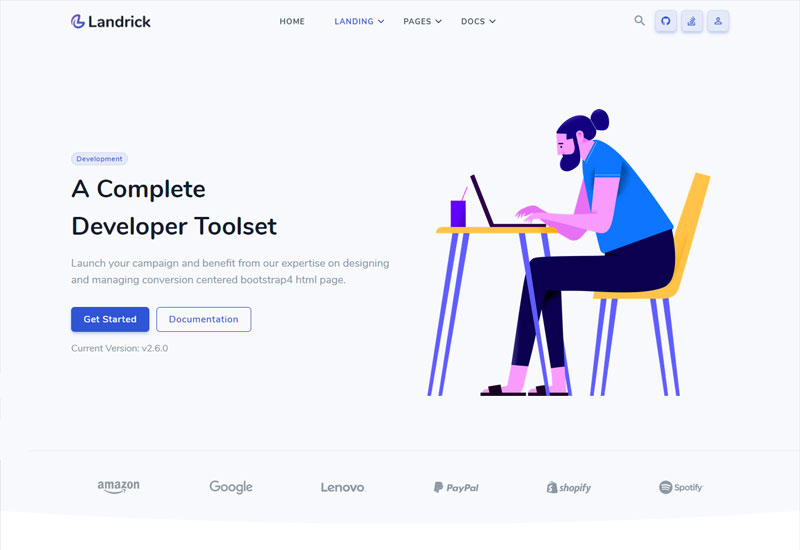 Landrick
HOME
LANDING
PAGES
DOCS
Development
A Complete
Developer Toolset
Launch your campaign and benefit from our expertise on designing
and managing conversion centered bootstrap4 html page.
Get Started
Documentation
Current Version: v2.6.0
amazon
Google
Lenovo
PayPal
shopify
Spotify